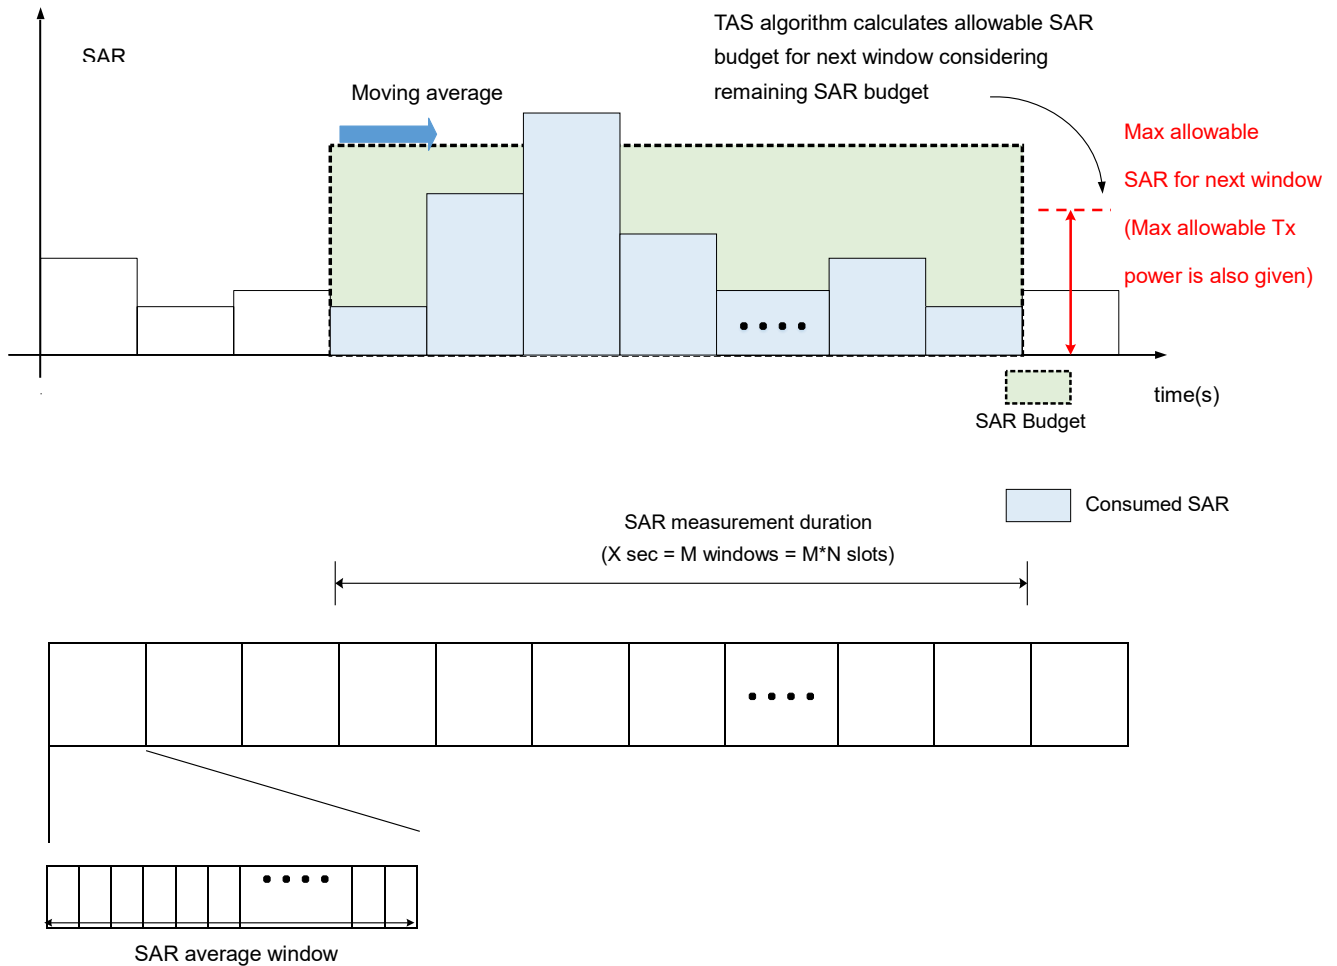 SAR
Moving average
TAS algorithm calculates allowable SAR
budget for next window considering
remaining SAR budget
Max allowable
SAR for next window
(Max allowable Tx
power is also given)
time(s)
SAR Budget
Consumed SAR
SAR measurement duration
(X sec = M windows = M*N slots)
SAR average window